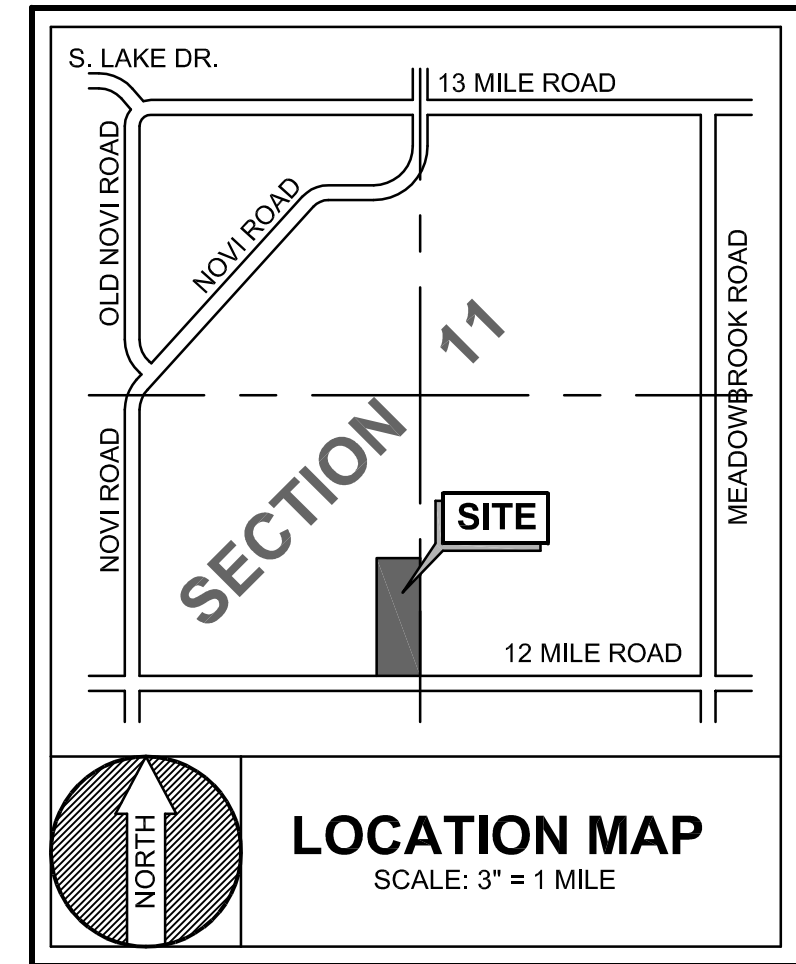 S. LAKE DR.
13 MILE ROAD
OLD NOVI ROAD
NOVI ROAD
MEADOWBROOK ROAD
SECTION 11
NOVI ROAD
SITE
12 MILE ROAD
NORTH
LOCATION MAP
SCALE: 3" = 1 MILE